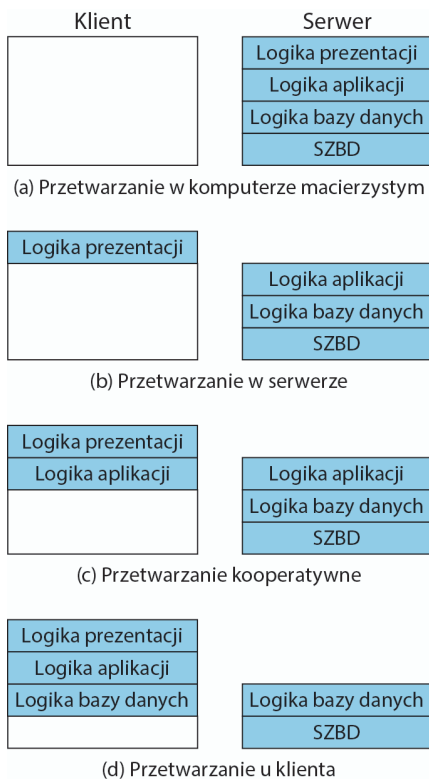 Klient Serwer
Logika prezentacji
Logika aplikacji
Logika bazy danych
SZBD
(a) Przetwarzanie w komputerze macierzystym
Logika prezentacji
Logika aplikacji
Logika bazy danych
SZBD
(b) Przetwarzanie w serwerze
Logika prezentacji
Logika aplikacji Logika aplikacji
Logika bazy danych
SZBD
(c) Przetwarzanie kooperatywne
Logika prezentacji
Logika aplikacji
Logika bazy danych Logika bazy danych
SZBD
(d) Przetwarzanie u klienta